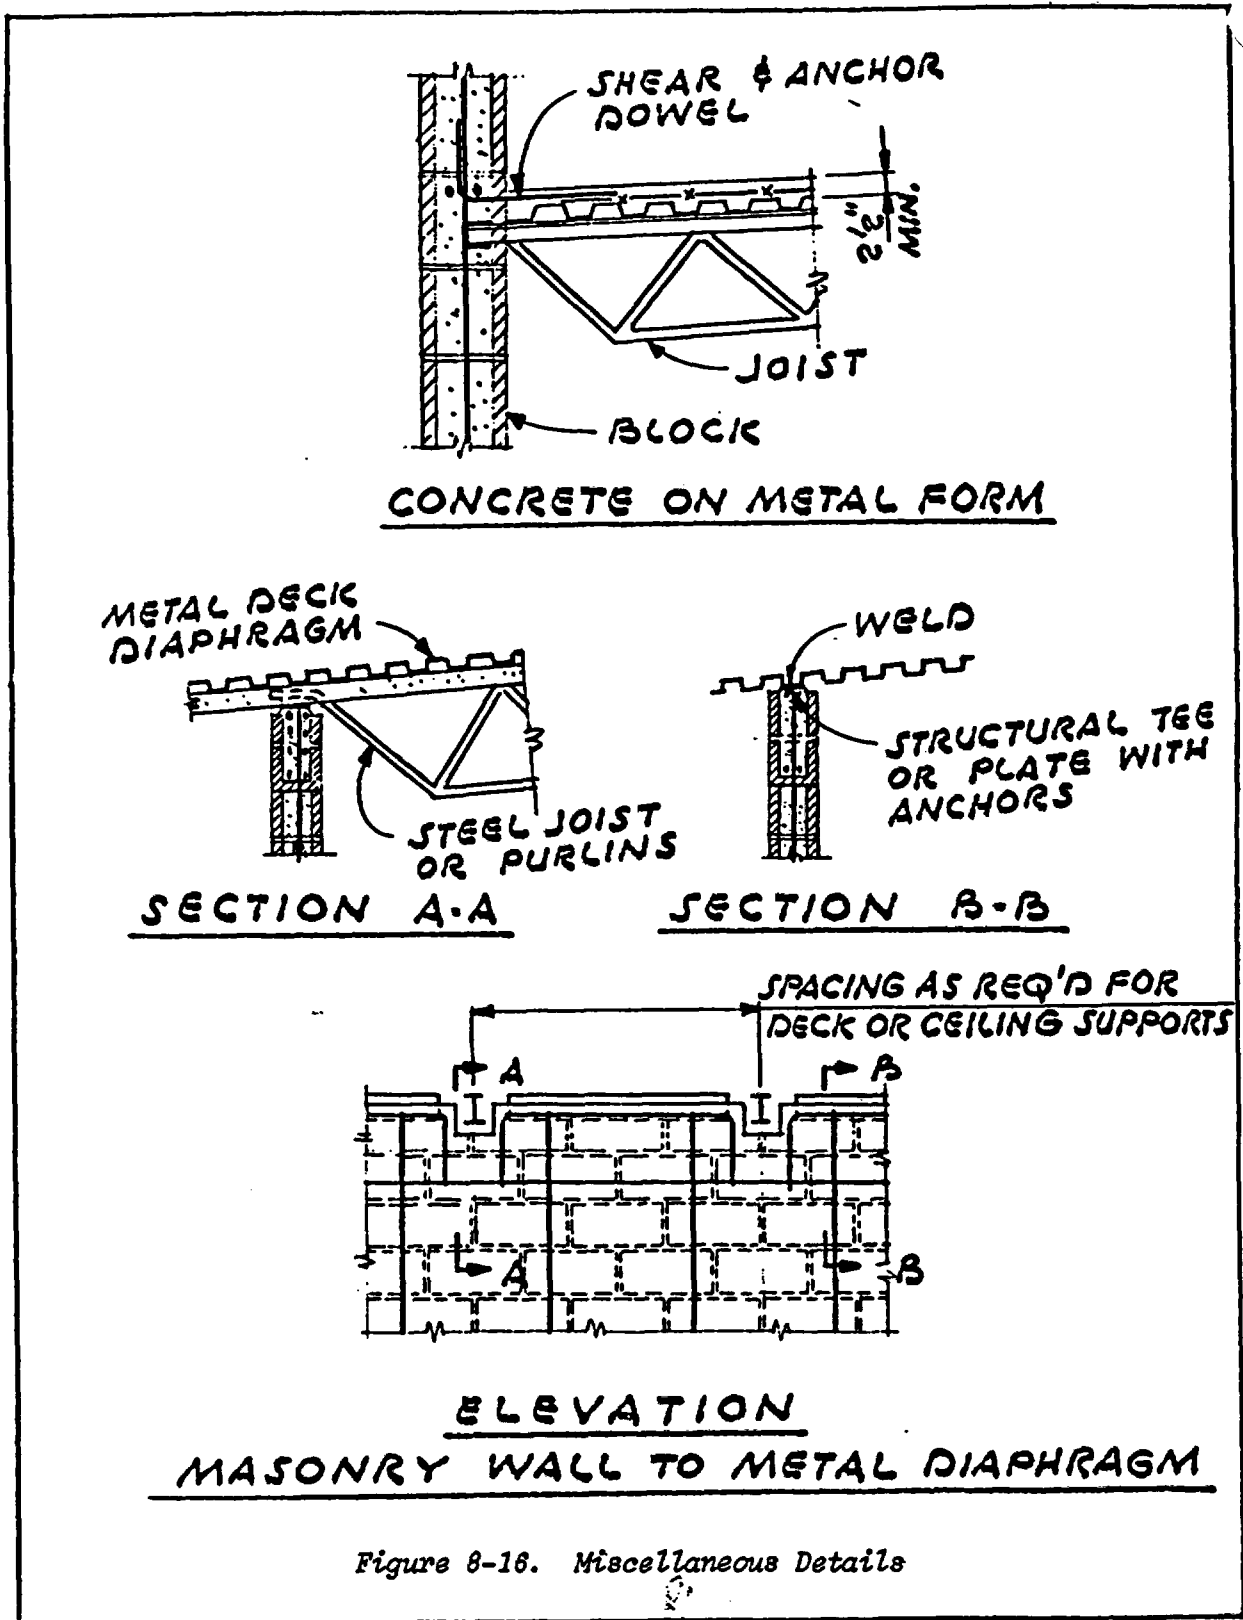 SHEAR & ANCHOR
DOWEL
2½"
MIN.
JOIST
BLOCK
CONCRETE ON METAL FORM
METAL DECK
DIAPHRAGM
STEEL JOIST
OR PURLINS
SECTION A-A
WELD
STRUCTURAL TEE
OR PLATE WITH
ANCHORS
SECTION B-B
SPACING AS REQ'D FOR
DECK OR CEILING SUPPORTS
A
B
A
B
ELEVATION
MASONRY WALL TO METAL DIAPHRAGM
Figure 8-16. Miscellaneous Details